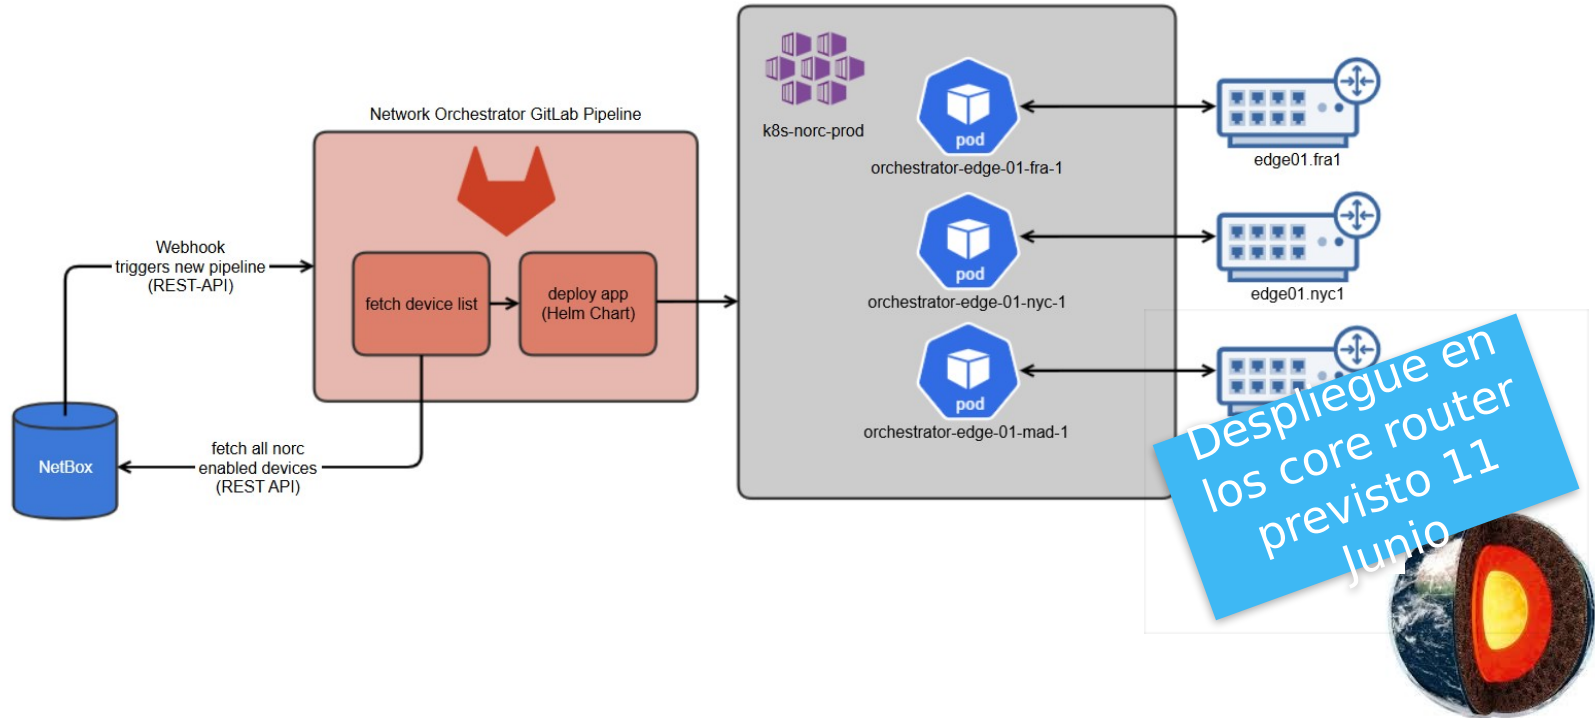 Network Orchestrator GitLab Pipeline
Webhook
triggers new pipeline
(REST-API)
fetch device list
deploy app
(Helm Chart)
NetBox
fetch all norc
enabled devices
(REST API)
k8s-norc-prod
pod
orchestrator-edge-01-fra-1
edge01.fra1
pod
orchestrator-edge-01-nyc-1
edge01.nyc1
pod
orchestrator-edge-01-mad-1
Despliegue en
los core router
previsto 11
Junio